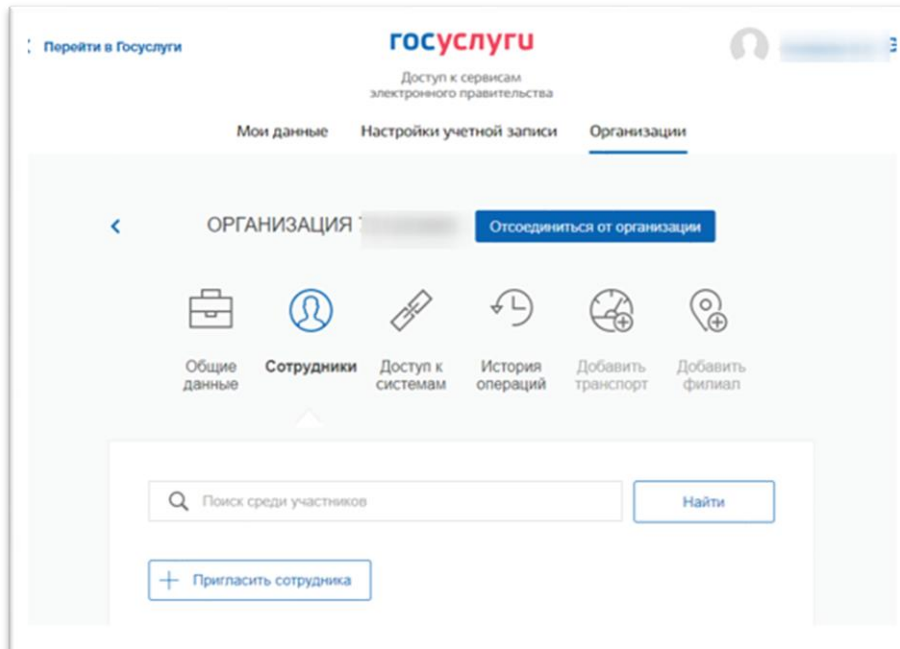 Перейти в Госуслуги
госуслуги
Доступ к сервисам
электронного правительства
Мои данные Настройки учетной записи Организации
ОРГАНИЗАЦИЯ Отсоединиться от организации
Общие данные Сотрудники Доступ к системам История операций Добавить транспорт Добавить филиал
Поиск среди участников Найти
Пригласить сотрудника